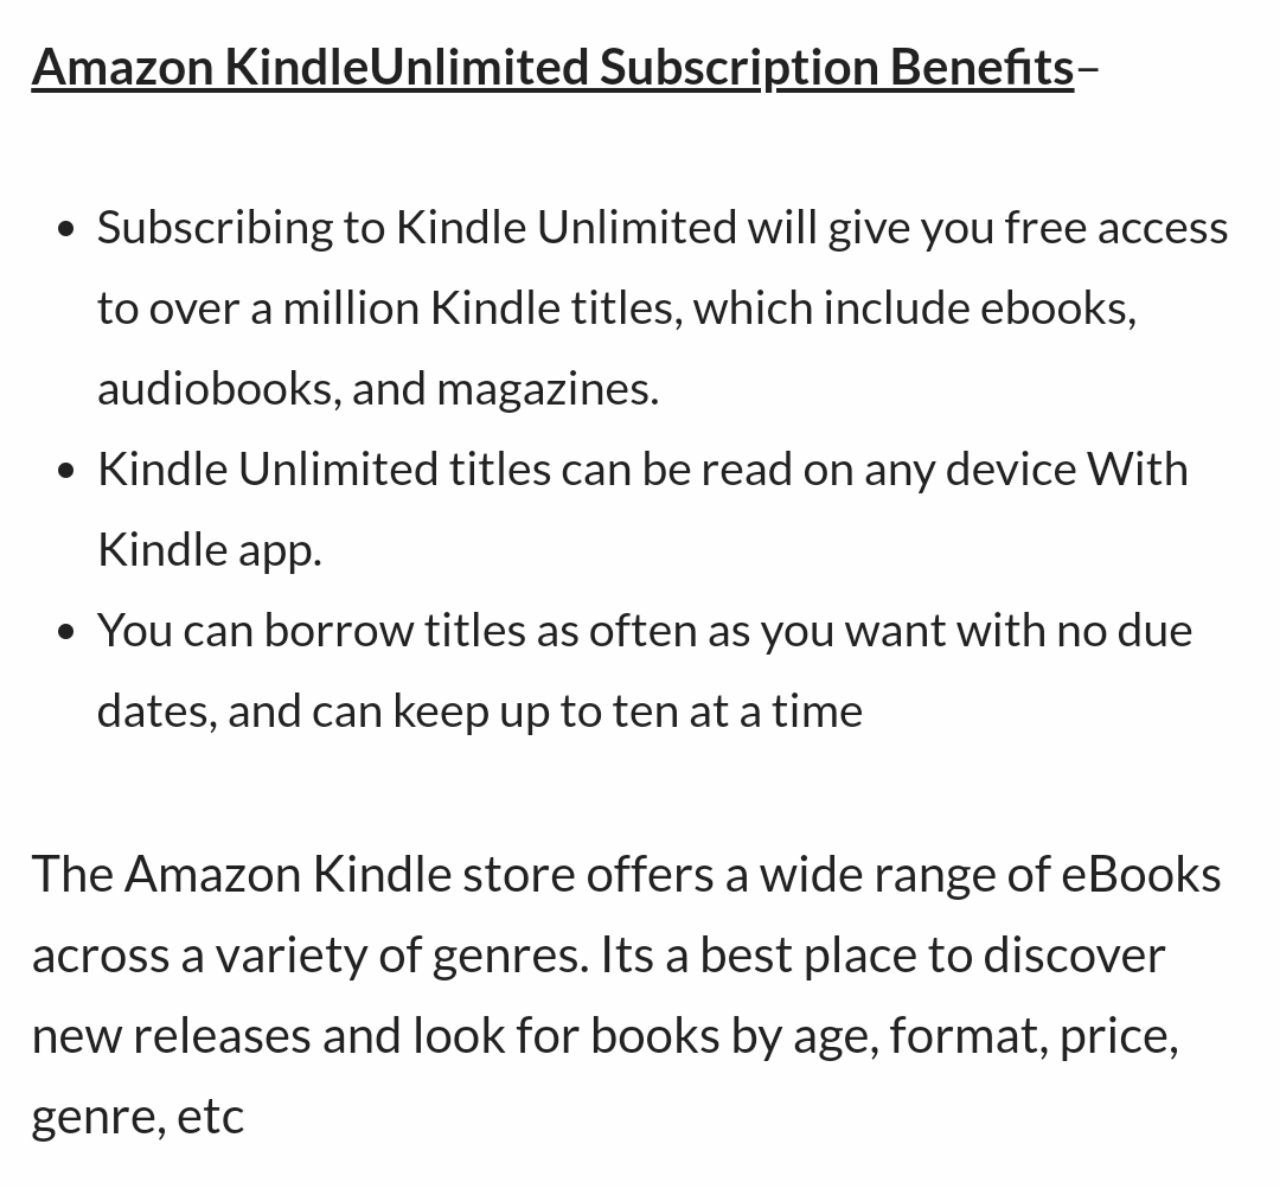 Amazon KindleUnlimited Subscription Benefits–
• Subscribing to Kindle Unlimited will give you free access
to over a million Kindle titles, which include ebooks,
audiobooks, and magazines.
• Kindle Unlimited titles can be read on any device With
Kindle app.
• You can borrow titles as often as you want with no due
dates, and can keep up to ten at a time
The Amazon Kindle store offers a wide range of eBooks
across a variety of genres. Its a best place to discover
new releases and look for books by age, format, price,
genre, etc